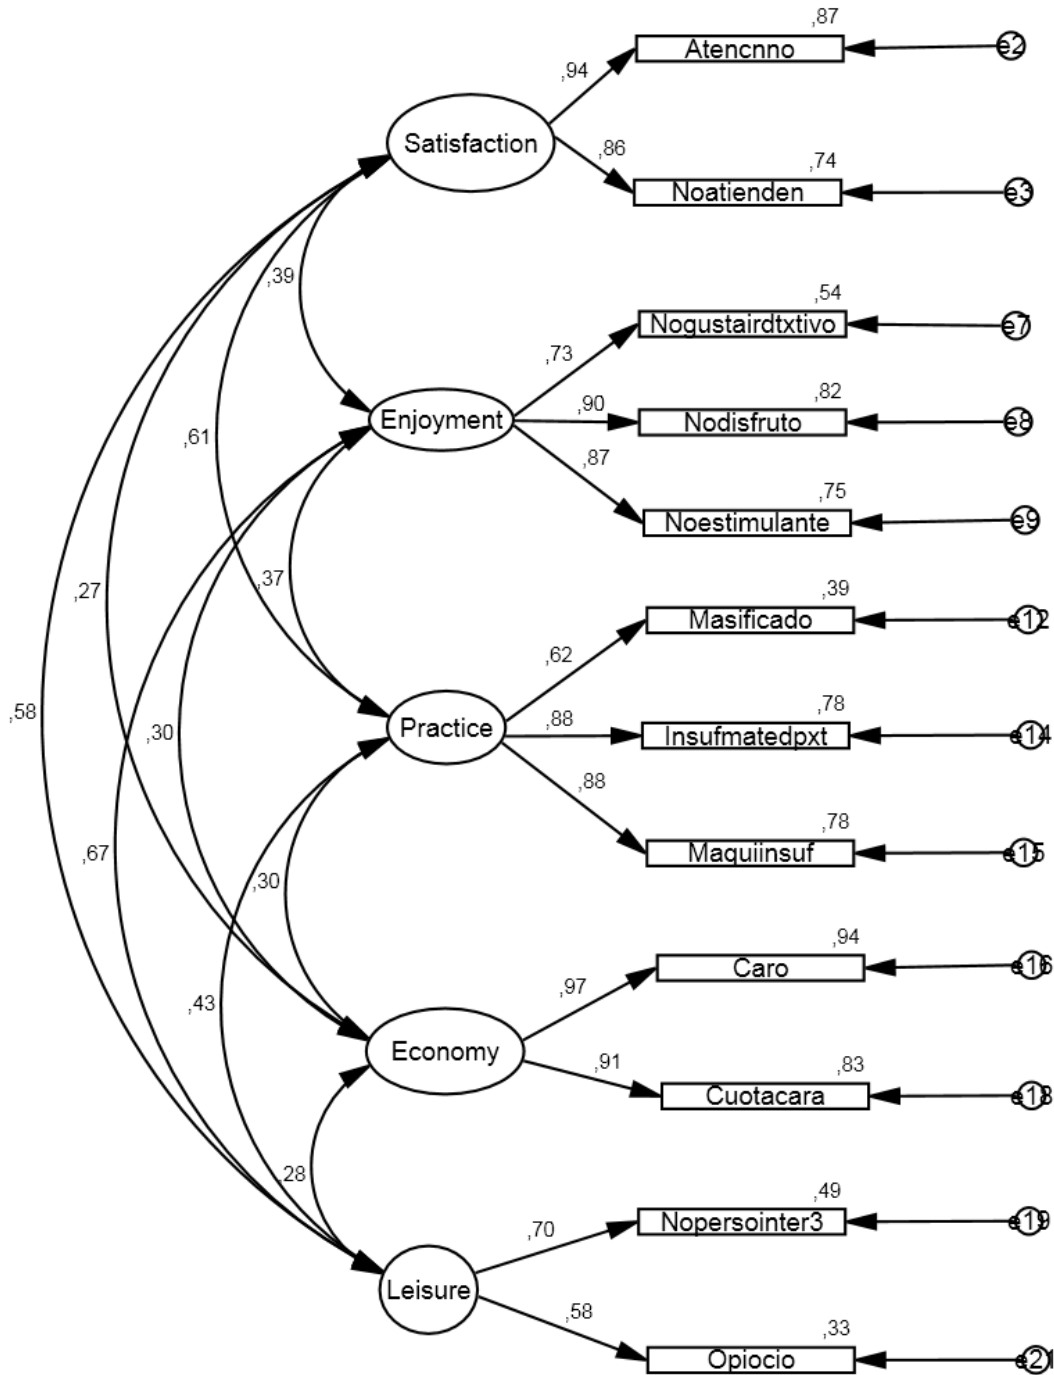 ,87
Atencnno
e2
,94
Satisfaction
,86
,74
Noatienden
e3
,39
,54
Nogustairdtxtivo
e7
,73
,90
,82
Enjoyment
Nodisfruto
e8
,61
,87
,75
Noestimulante
e9
,37
,27
,39
Masificado
e12
,62
,58
,30
Practice
,88
,78
Insufmatedpxt
e14
,88
,78
Maquiinsuf
e15
,67
,30
,94
Caro
e16
,97
,43
Economy
,91
,83
Cuotacara
e18
,28
,49
Nopersointer3
e19
,70
Leisure
,58
,33
Opiocio
e21